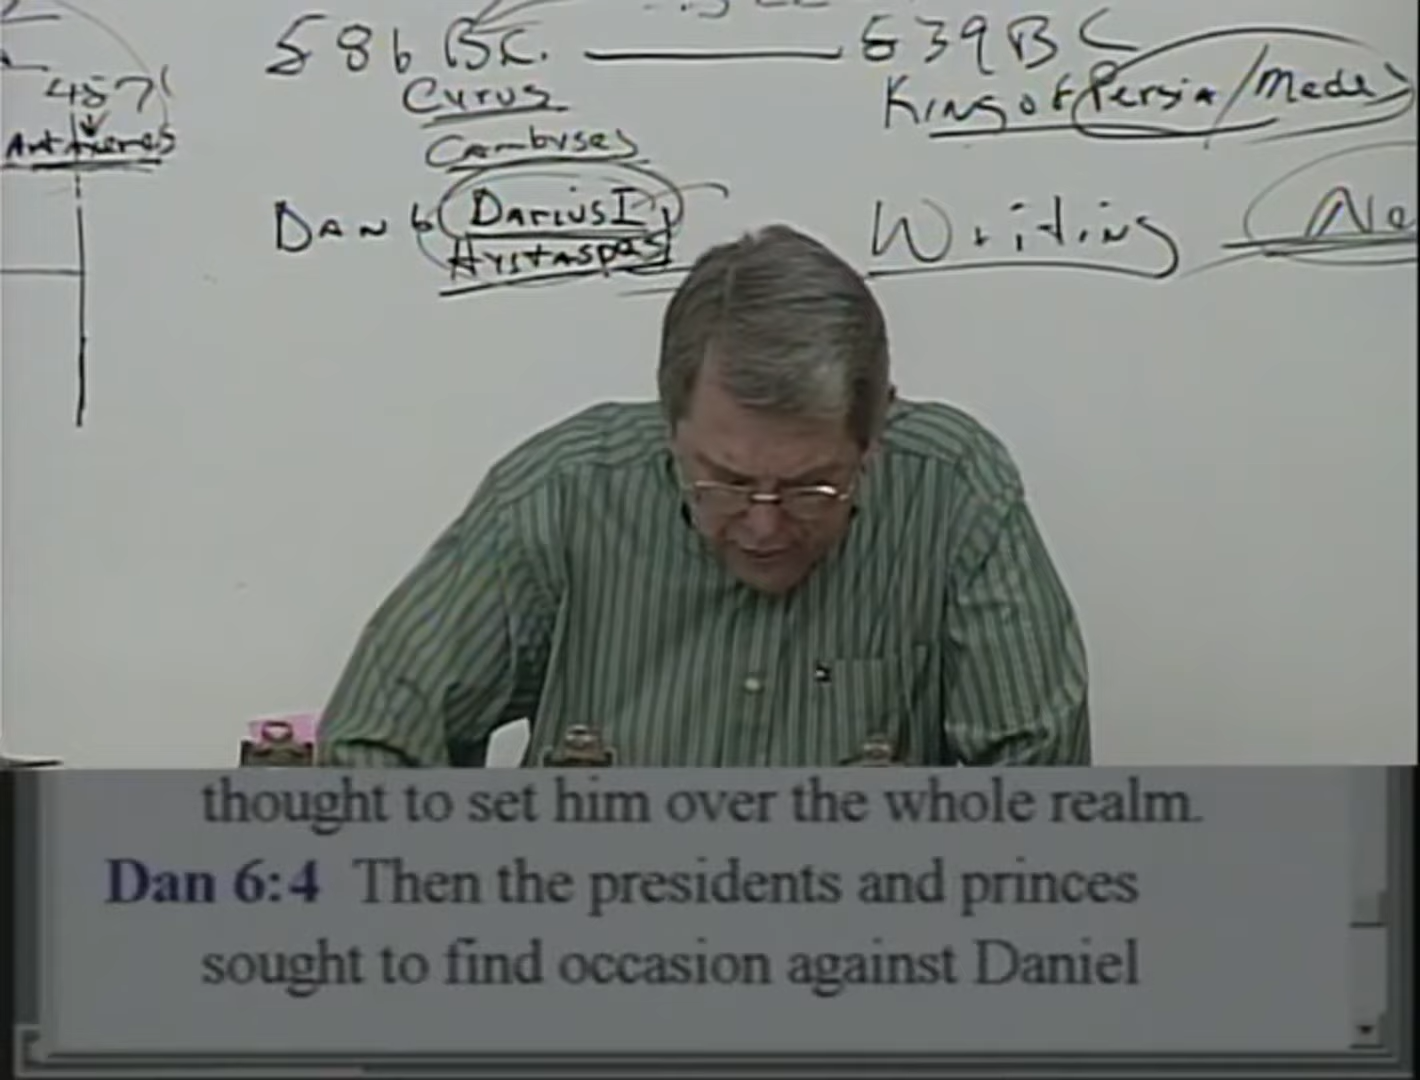 586 BC. 539 BC
457
Cyrus
King of Persia/Medes
Cambyses
Dan 6 Darius I
Writing Ne
Hystaspes
thought to set him over the whole realm.
Dan 6:4 Then the presidents and princes
sought to find occasion against Daniel